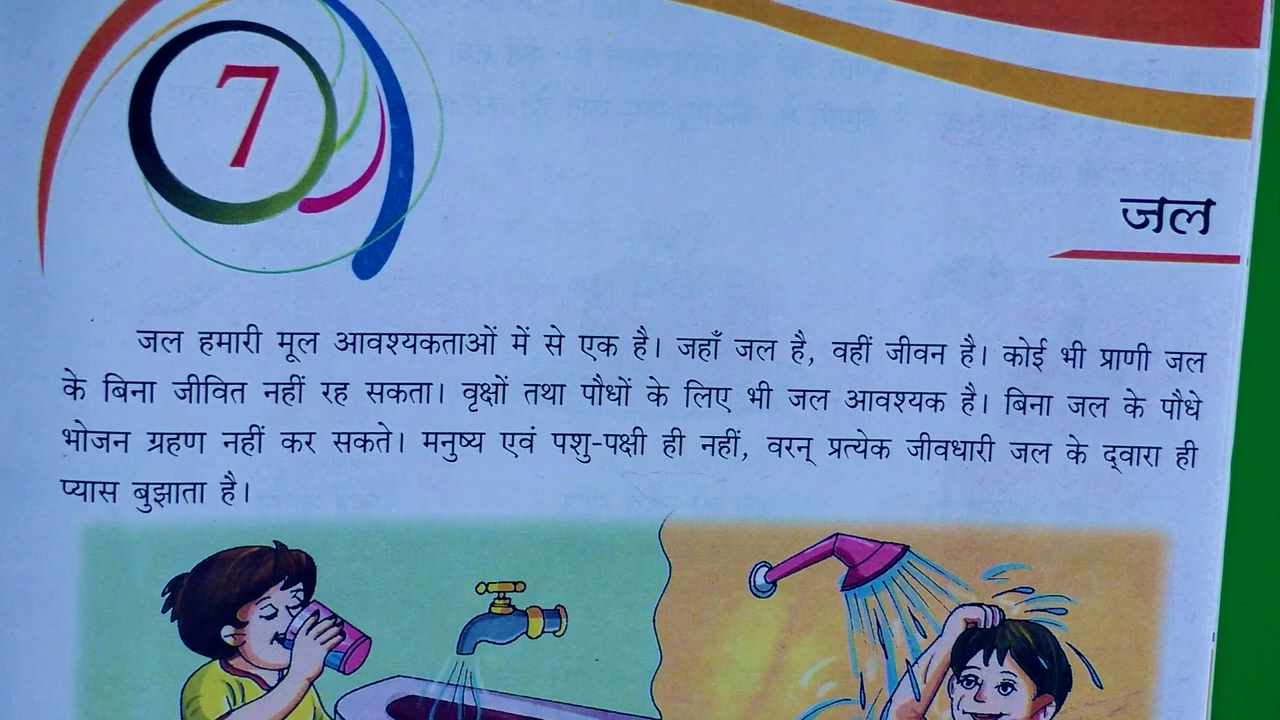 7
जल
जल हमारी मूल आवश्यकताओं में से एक है। जहाँ जल है, वहीं जीवन है। कोई भी प्राणी जल
के बिना जीवित नहीं रह सकता। वृक्षों तथा पौधों के लिए भी जल आवश्यक है। बिना जल के पौधे
भोजन ग्रहण नहीं कर सकते। मनुष्य एवं पशु-पक्षी ही नहीं, वरन् प्रत्येक जीवधारी जल के द्‌वारा ही
प्यास बुझाता है।